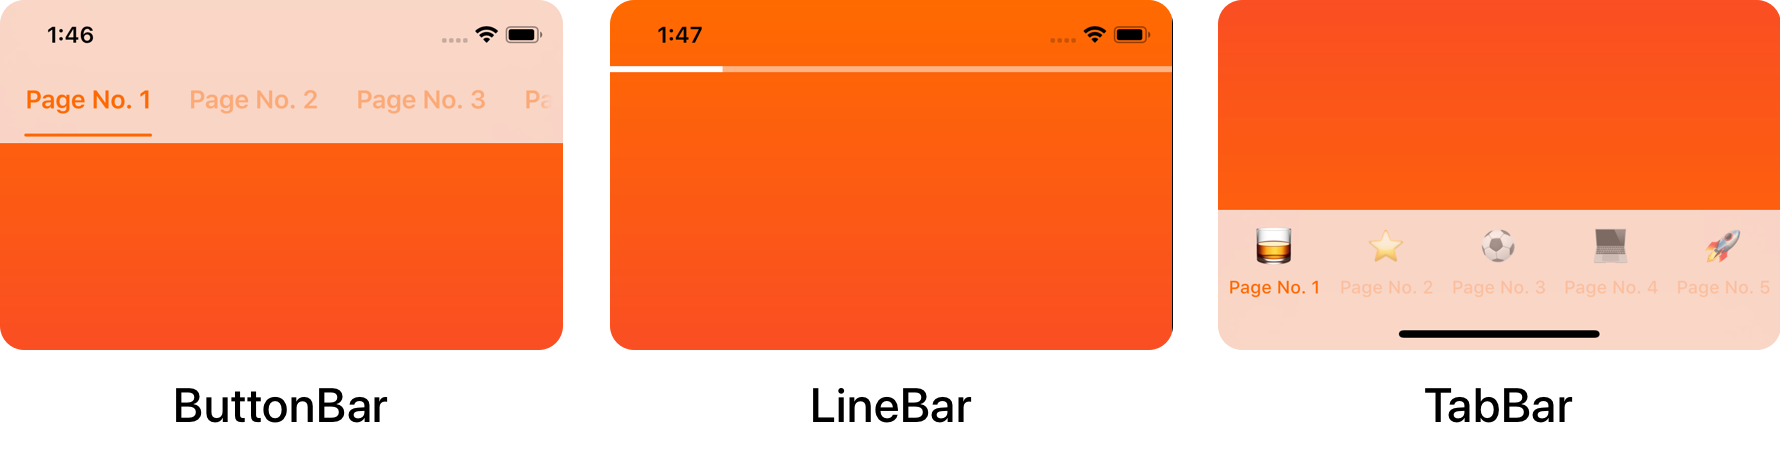 1:46
Page No. 1 Page No. 2 Page No. 3 Pa
ButtonBar
1:47
LineBar
Page No. 1 Page No. 2 Page No. 3 Page No. 4 Page No. 5
TabBar